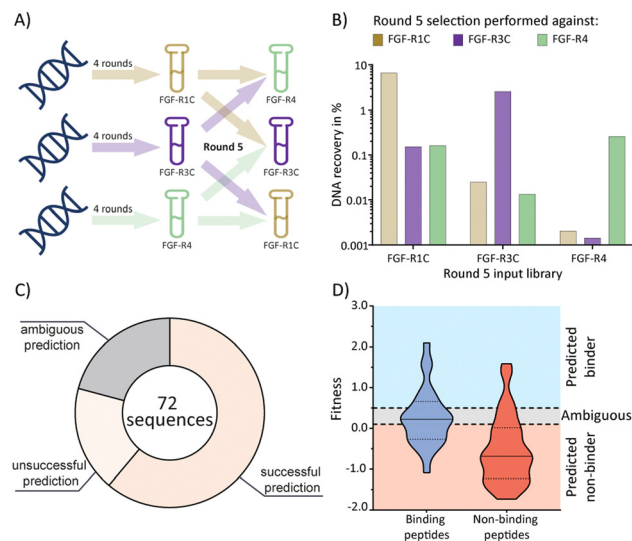 A)
4 rounds
FGF-R1C
FGF-R4
4 rounds
FGF-R3C
Round 5
FGF-R3C
4 rounds
FGF-R4
FGF-R1C
B)
Round 5 selection performed against:
FGF-R1C
FGF-R3C
FGF-R4
DNA recovery in %
10
1
0.1
0.01
0.001
FGF-R1C
FGF-R3C
FGF-R4
Round 5 input library
C)
ambiguous
prediction
72
sequences
unsuccessful
prediction
successful
prediction
D)
Fitness
3.0
2.0
1.0
0.0
-1.0
-2.0
Predicted
binder
Ambiguous
Predicted
non-binder
Binding
peptides
Non-binding
peptides